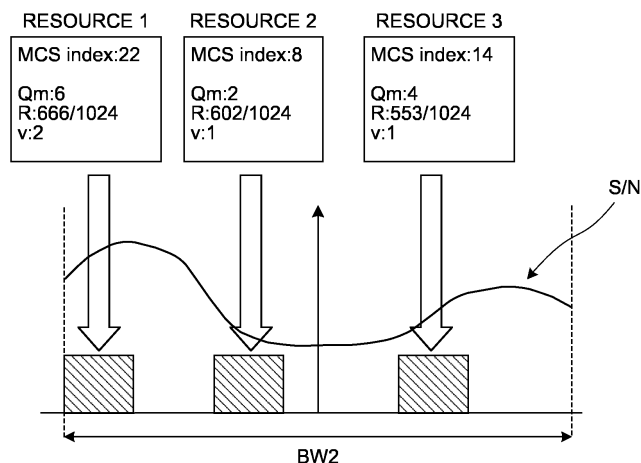 RESOURCE 1
MCS index:22
Qm:6
R:666/1024
v:2
RESOURCE 2
MCS index:8
Qm:2
R:602/1024
v:1
RESOURCE 3
MCS index:14
Qm:4
R:553/1024
v:1
S/N
BW2